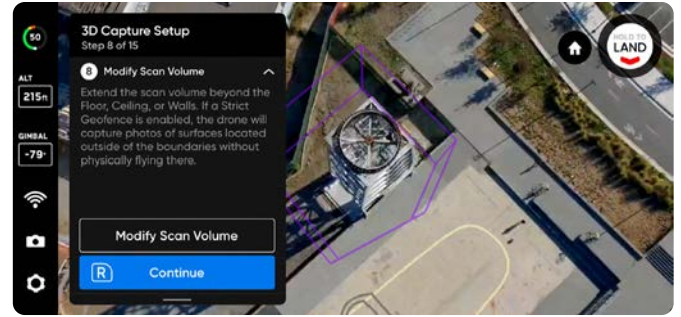 50
ALT
215FT
GIMBAL
-79°
3D Capture Setup
Step 8 of 15
8 Modify Scan Volume
Extend the scan volume beyond the
Floor, Ceiling, or Walls. If a Strict
Geofence is enabled, the drone will
capture photos of surfaces located
outside of the boundaries without
physically flying there.
Modify Scan Volume
R Continue
HOLD TO
LAND